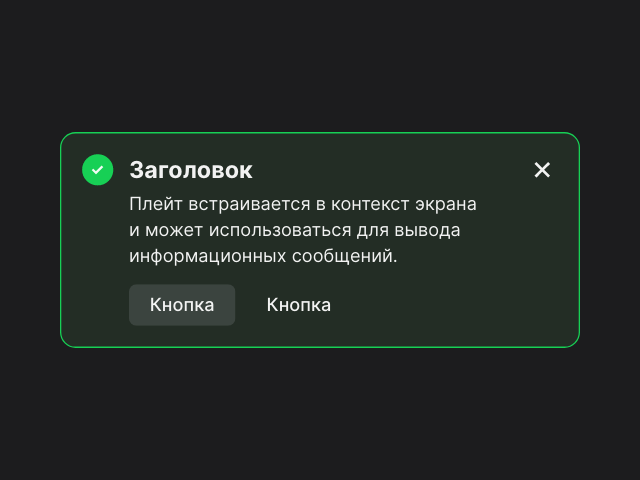 Заголовок
Плейт встраивается в контекст экрана
и может использоваться для вывода
информационных сообщений.
Кнопка Кнопка